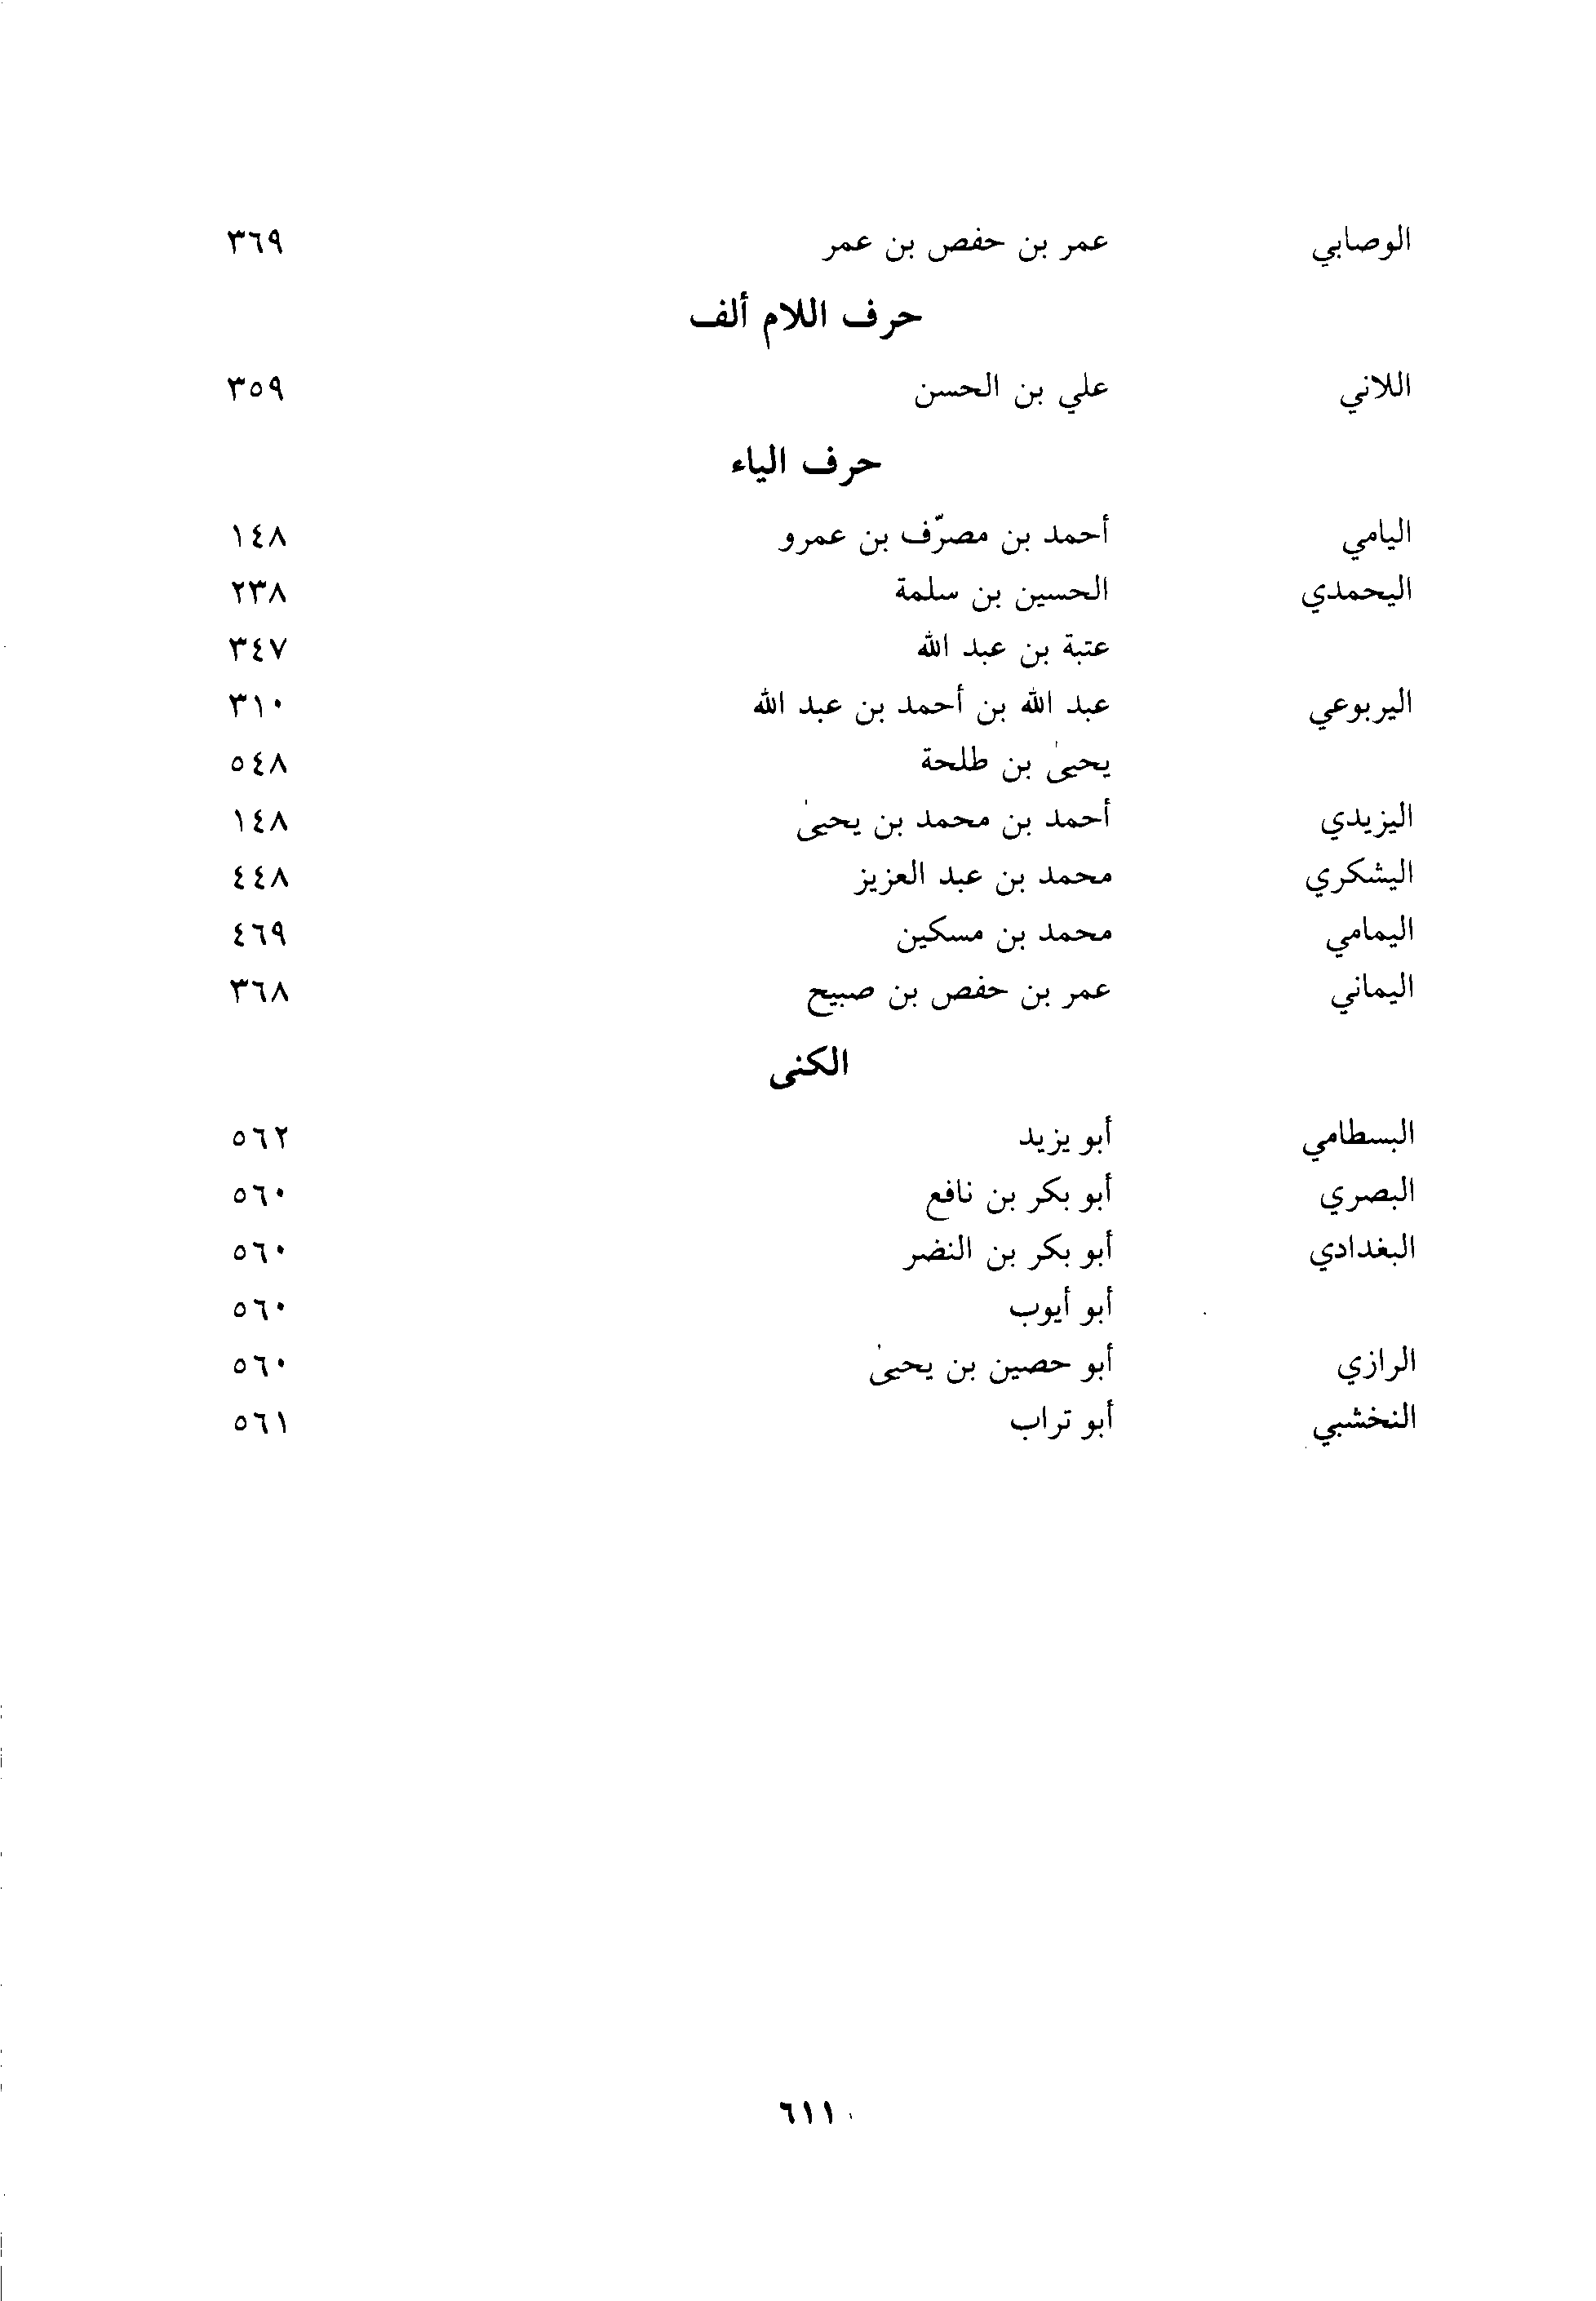 الوصابي عمر بن حفص بن عمر ٣٦٩
حرف اللام ألف
اللاني علي بن الحسن ٣٥٩
حرف الياء
اليامي أحمد بن مصرّف بن عمرو ١٤٨
اليحمدي الحسين بن سلمة ٢٣٨
عتبة بن عبد الله ٣٤٧
اليربوعي عبد الله بن أحمد بن عبد الله ٣١٠
يحيىٰ بن طلحة ٥٤٨
اليزيدي أحمد بن محمد بن يحيىٰ ١٤٨
اليشكري محمد بن عبد العزيز ٤٤٨
اليمامي محمد بن مسكين ٤٦٩
اليماني عمر بن حفص بن صبيح ٣٦٨
الكنى
البسطامي أبو يزيد ٥٦٢
البصري أبو بكر بن نافع ٥٦٠
البغدادي أبو بكر بن النضر ٥٦٠
أبو أيوب ٥٦٠
الرازي أبو حصين بن يحيىٰ ٥٦٠
النخشبي أبو تراب ٥٦١
٦١١